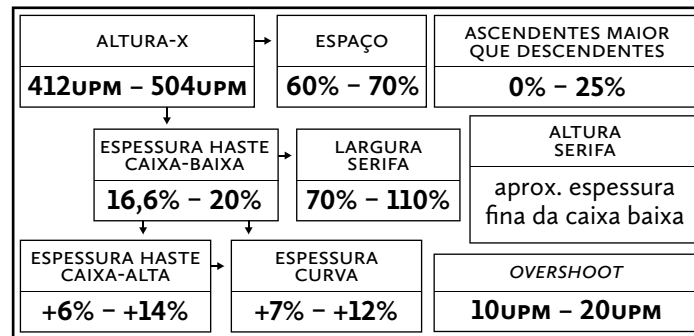 ALTURA-X
412UPM – 504UPM
ESPAÇO
60% – 70%
ASCENDENTES MAIOR
QUE DESCENDENTES
0% – 25%
ESPESSURA HASTE
CAIXA-BAIXA
16,6% – 20%
LARGURA
SERIFA
70% – 110%
ALTURA
SERIFA
aprox. espessura
fina da caixa baixa
ESPESSURA HASTE
CAIXA-ALTA
+6% – +14%
ESPESSURA
CURVA
+7% – +12%
OVERSHOOT
10UPM – 20UPM